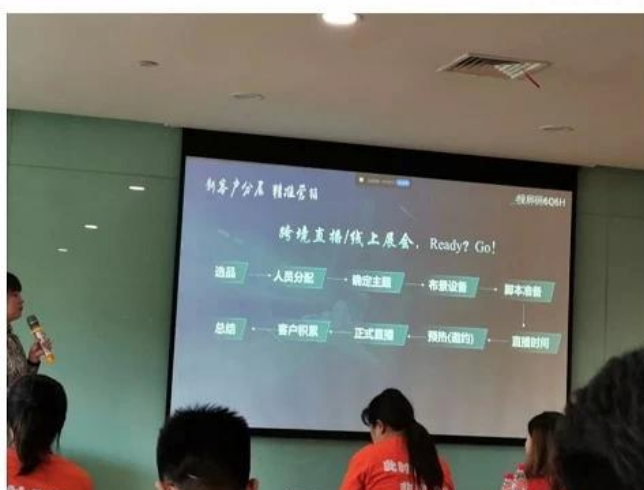 新客户分层 精准营销
跨境直播/线上展会，Ready? Go!
选品 人员分配 确定主题 布景设备 脚本准备
总结 客户积累 正式直播 预热(邀约) 直播时间